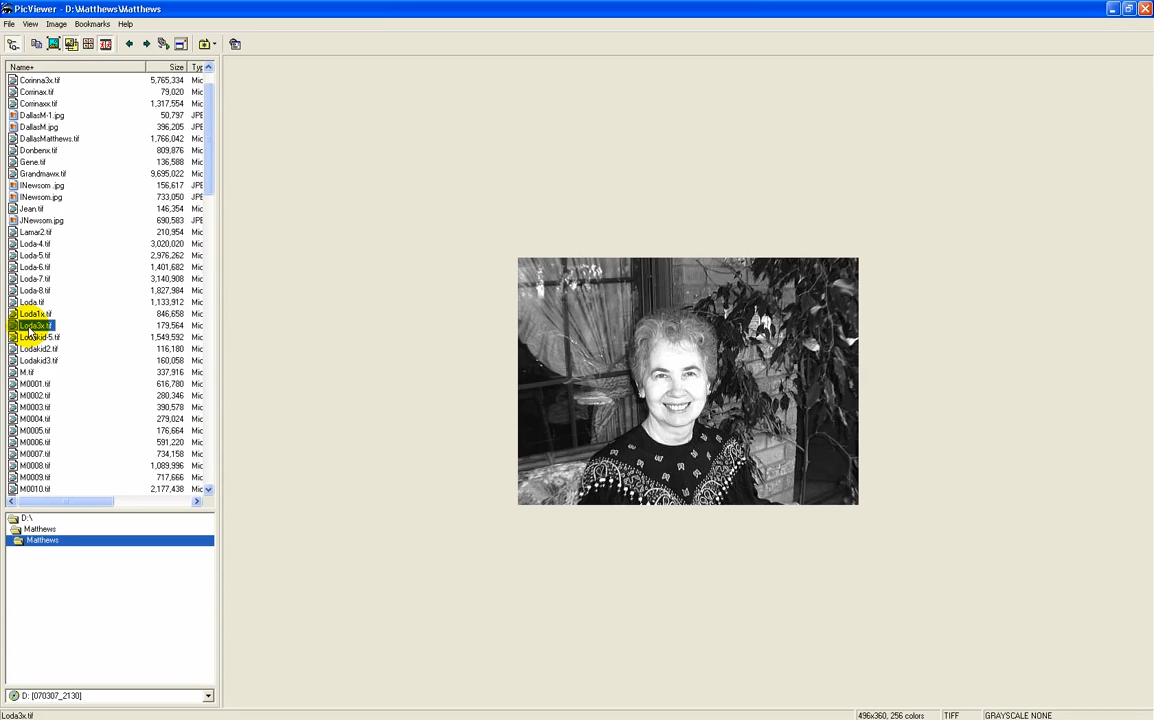 PicViewer - D:\Matthews\Matthews
File View Image Bookmarks Help
Name+ Size Typ
Corinna3x.tif 5,765,334 Mic
Corrinax.tif 79,020 Mic
Corrinaxx.tif 1,317,554 Mic
DallasM-1.jpg 50,797 JPE
DallasM.jpg 396,205 JPE
DallasMatthews.tif 1,766,042 Mic
Donbenx.tif 809,876 Mic
Gene.tif 136,588 Mic
Grandmawx.tif 9,695,022 Mic
INewsom .jpg 156,617 JPE
INewsom.jpg 733,050 JPE
Jean.tif 146,354 Mic
JNewsom.jpg 690,583 JPE
Lamar2.tif 210,954 Mic
Loda-4.tif 3,020,020 Mic
Loda-5.tif 2,976,262 Mic
Loda-6.tif 1,401,682 Mic
Loda-7.tif 3,140,908 Mic
Loda-8.tif 1,827,984 Mic
Loda.tif 1,133,912 Mic
Loda1x.tif 846,658 Mic
Loda3x.tif 179,564 Mic
Lodakid-5.tif 1,549,592 Mic
Lodakid2.tif 116,180 Mic
Lodakid3.tif 160,058 Mic
M.tif 337,916 Mic
M0001.tif 616,780 Mic
M0002.tif 280,346 Mic
M0003.tif 390,578 Mic
M0004.tif 279,024 Mic
M0005.tif 176,664 Mic
M0006.tif 591,220 Mic
M0007.tif 734,158 Mic
M0008.tif 1,089,996 Mic
M0009.tif 717,666 Mic
M0010.tif 2,177,438 Mic
D:\
Matthews
Matthews
D: [070307_2130]
Loda3x.tif 496x360, 256 colors TIFF GRAYSCALE NONE